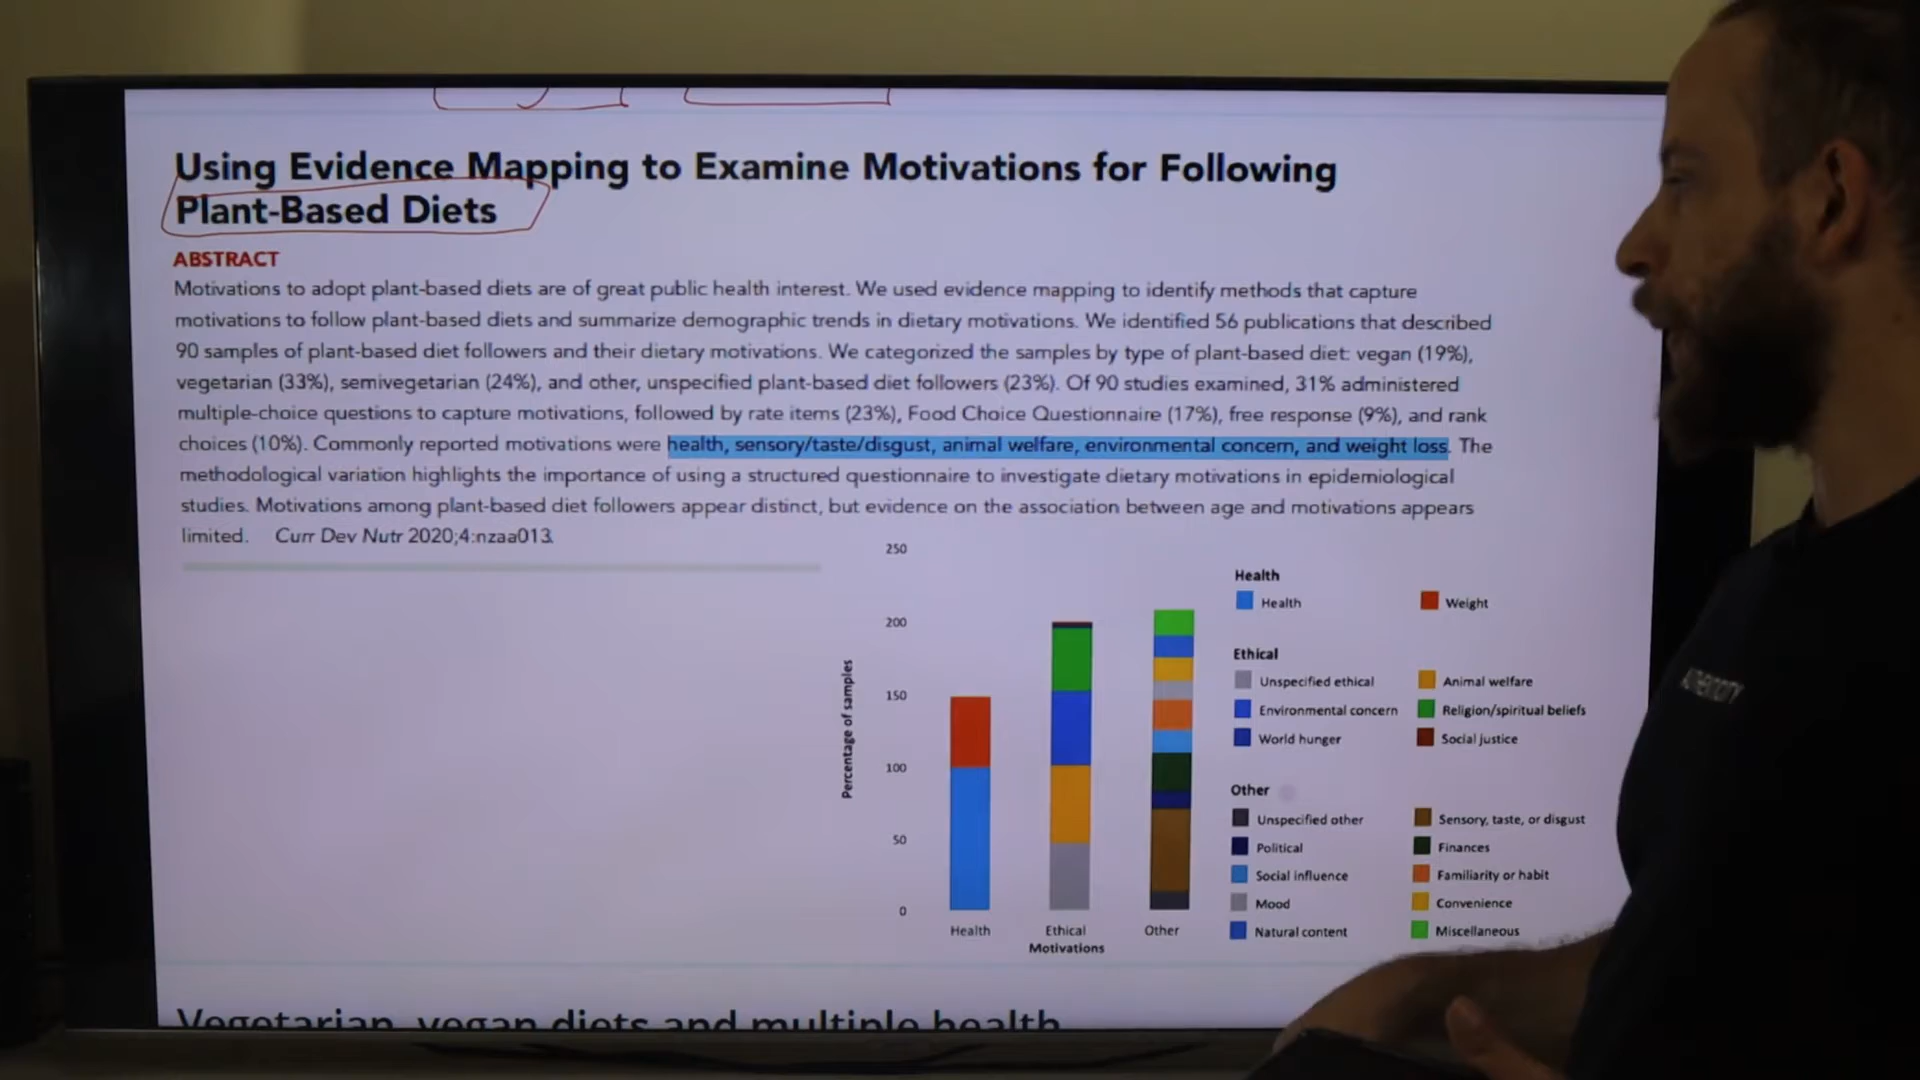 Using Evidence Mapping to Examine Motivations for Following
Plant-Based Diets
ABSTRACT
Motivations to adopt plant-based diets are of great public health interest. We used evidence mapping to identify methods that capture
motivations to follow plant-based diets and summarize demographic trends in dietary motivations. We identified 56 publications that described
90 samples of plant-based diet followers and their dietary motivations. We categorized the samples by type of plant-based diet: vegan (19%),
vegetarian (33%), semivegetarian (24%), and other, unspecified plant-based diet followers (23%). Of 90 studies examined, 31% administered
multiple-choice questions to capture motivations, followed by rate items (23%), Food Choice Questionnaire (17%), free response (9%), and rank
choices (10%). Commonly reported motivations were health, sensory/taste/disgust, animal welfare, environmental concern, and weight loss. The
methodological variation highlights the importance of using a structured questionnaire to investigate dietary motivations in epidemiological
studies. Motivations among plant-based diet followers appear distinct, but evidence on the association between age and motivations appears
limited. Curr Dev Nutr 2020;4:nzaa013.
250
200
150
100
50
0
Percentage of samples
Health
Ethical
Other
Motivations
Health
Health
Weight
Ethical
Unspecified ethical
Animal welfare
Environmental concern
Religion/spiritual beliefs
World hunger
Social justice
Other
Unspecified other
Sensory, taste, or disgust
Political
Finances
Social influence
Familiarity or habit
Mood
Convenience
Natural content
Miscellaneous
Vegetarian, vegan diets and multiple health